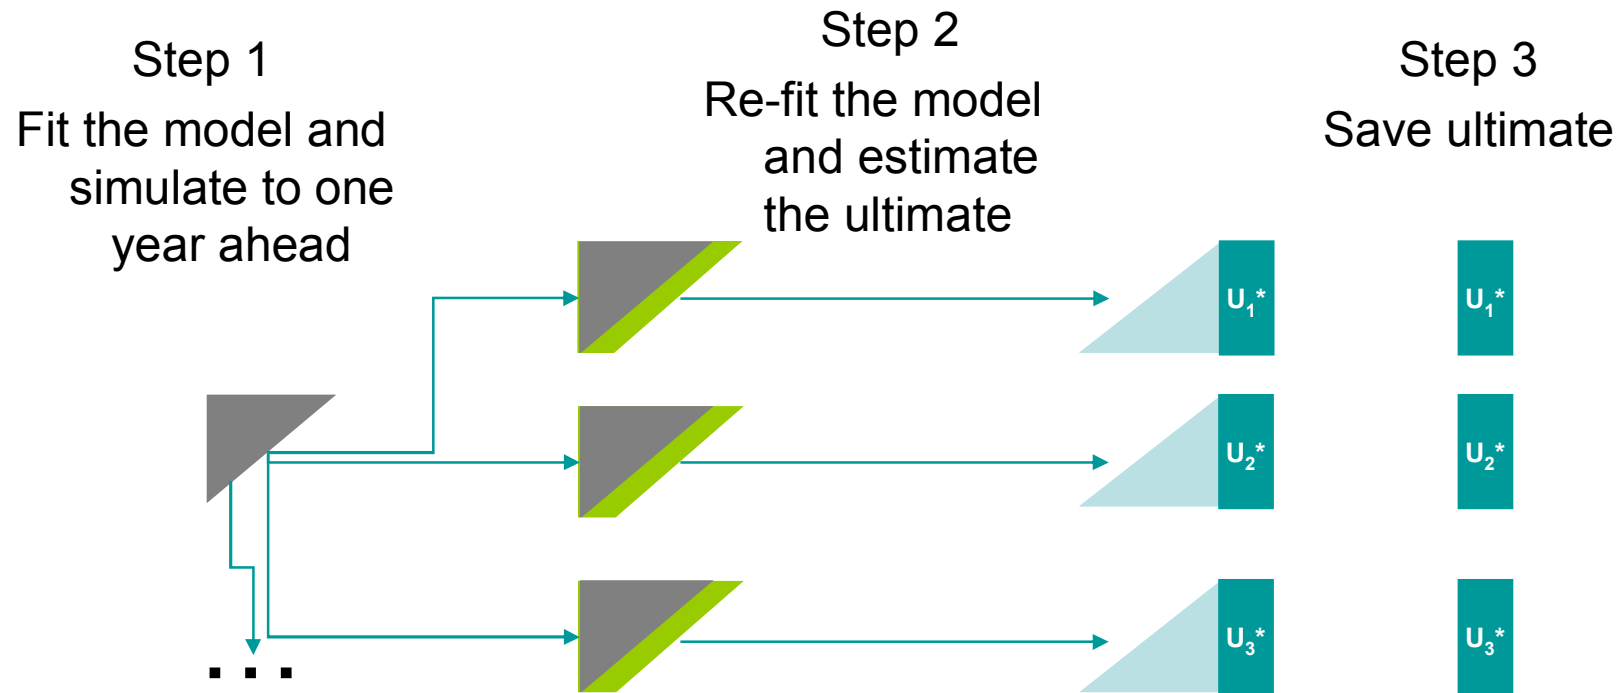 Step 1
Fit the model and
simulate to one
year ahead
Step 2
Re-fit the model
and estimate
the ultimate
Step 3
Save ultimate
U₁*
U₁*
U₂*
U₂*
U₃*
U₃*
. . .